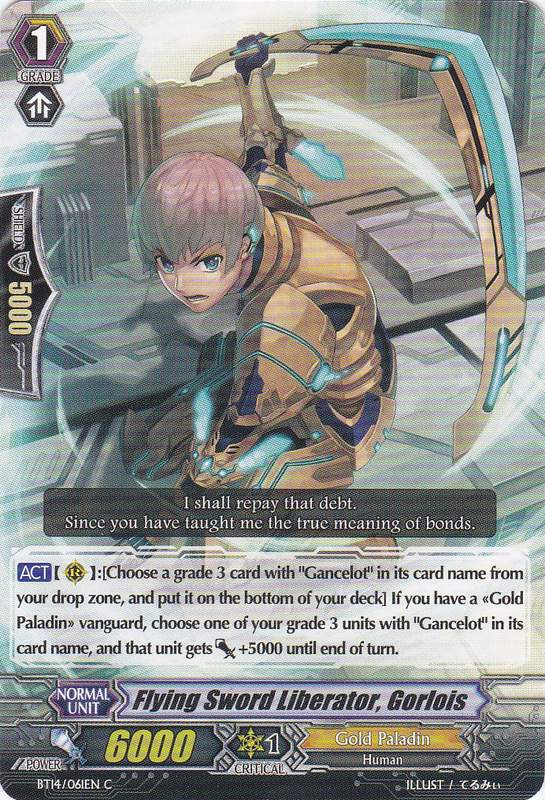 1
GRADE
SHIELD
5000
I shall repay that debt.
Since you have taught me the true meaning of bonds.
ACT【 R 】:[Choose a grade 3 card with "Gancelot" in its card name from
your drop zone, and put it on the bottom of your deck] If you have a «Gold
Paladin» vanguard, choose one of your grade 3 units with "Gancelot" in its
card name, and that unit gets +5000 until end of turn.
NORMAL
UNIT
Flying Sword Liberator, Gorlois
POWER
6000
1
CRITICAL
Gold Paladin
Human
BT14/061EN C
ILLUST / てるみぃ